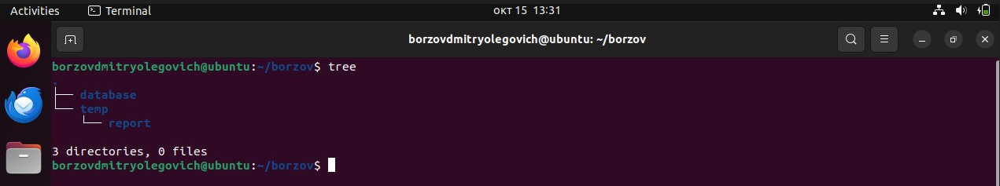 Activities Terminal окт 15 13:31
borzovdmitryolegovich@ubuntu: ~/borzov
borzovdmitryolegovich@ubuntu:~/borzov$ tree
.
├── database
└── temp
    └── report
3 directories, 0 files
borzovdmitryolegovich@ubuntu:~/borzov$